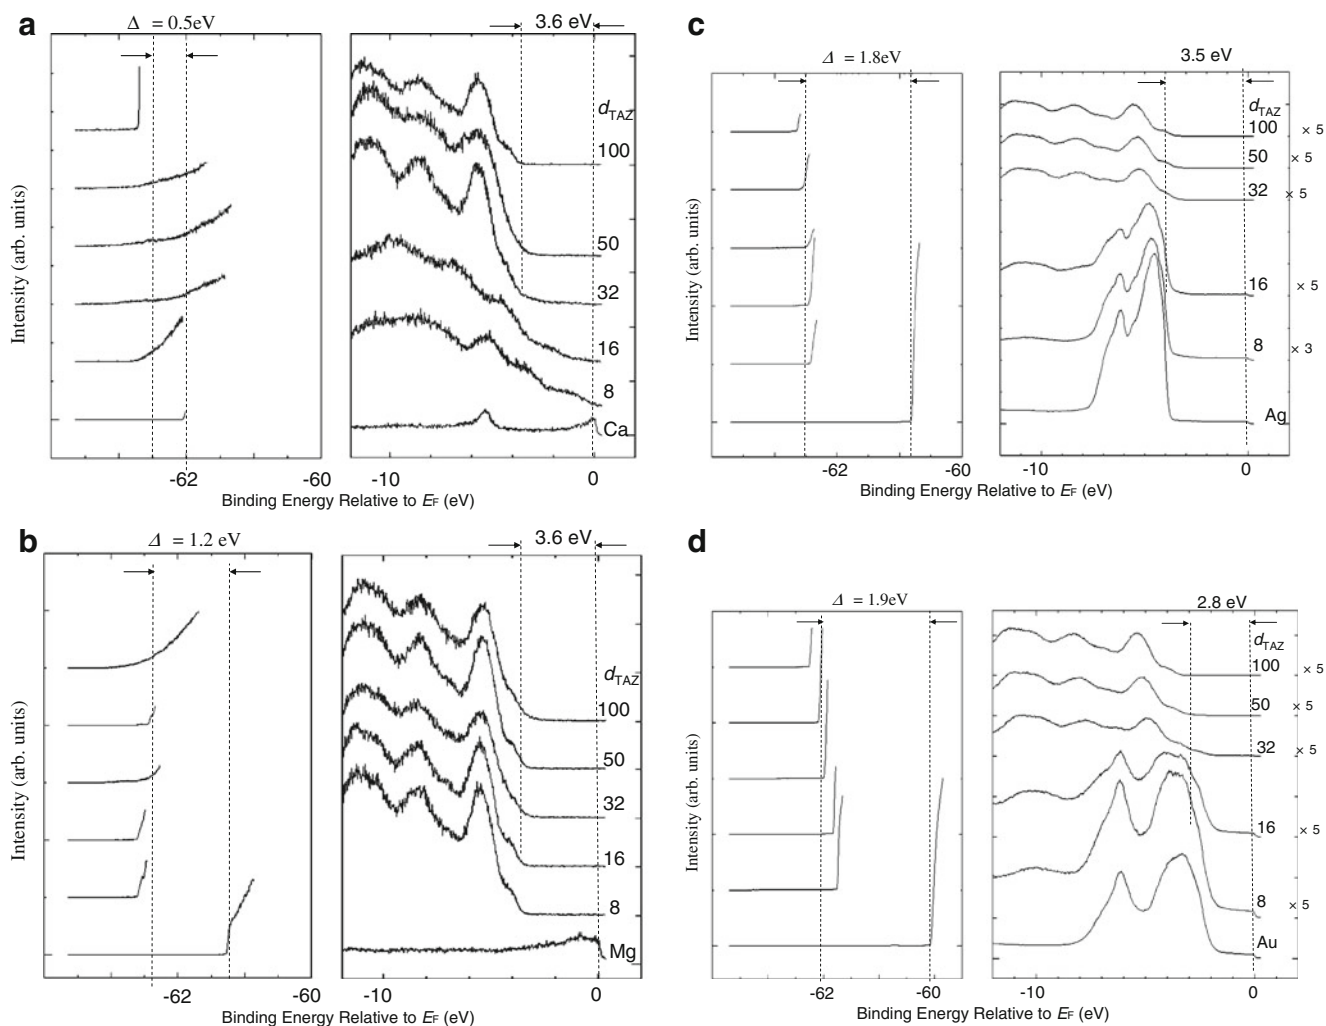 a
Δ = 0.5eV
3.6 eV
Intensity (arb. units)
dTAZ
100
50
32
16
8
Ca
-62
-60
-10
0
Binding Energy Relative to EF (eV)
b
Δ = 1.2 eV
3.6 eV
Intensity (arb. units)
dTAZ
100
50
32
16
8
Mg
-62
-60
-10
0
Binding Energy Relative to EF (eV)
c
Δ = 1.8eV
3.5 eV
Intensity (arb. units)
dTAZ
100 × 5
50 × 5
32 × 5
16 × 5
8 × 3
Ag
-62
-60
-10
0
Binding Energy Relative to EF (eV)
d
Δ = 1.9eV
2.8 eV
Intensity (arb. units)
dTAZ
100 × 5
50 × 5
32 × 5
16 × 5
8 × 5
Au
-62
-60
-10
0
Binding Energy Relative to EF (eV)